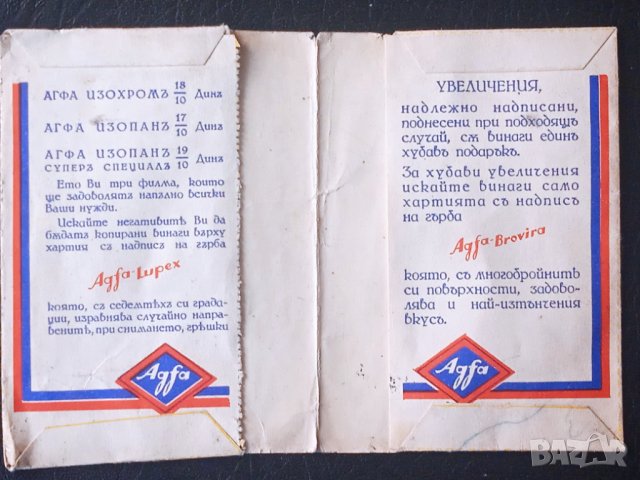 АГФА ИЗОХРОМЪ 18/10 Динъ
АГФА ИЗОПАНЪ 17/10 Динъ
АГФА ИЗОПАНЪ
СУПЕРЪ СПЕЦИАЛЪ 19/10 Динъ
Ето Ви три филма, които
ще задоволятъ напълно всички
Ваши нужди.
Искайте негативитѣ Ви да
бѫдатъ копирани винаги върху
хартия съ надписъ на гърба
Agfa-Lupex
която, съ седемтѣхъ си града-
ции, изравнява случайно напра-
венитѣ, при снимането, грѣшки
Agfa
УВЕЛИЧЕНИЯ,
надлежно надписани,
поднесени при подходящъ
случай, сѫ винаги единъ
хубавъ подаръкъ.
За хубави увеличения
искайте винаги само
хартията съ надписъ
на гърба
Agfa-Brovira
която, съ многобройнитѣ
си повърхности, задово-
лява и най-изтънчения
вкусъ.
Agfa
BAZAR